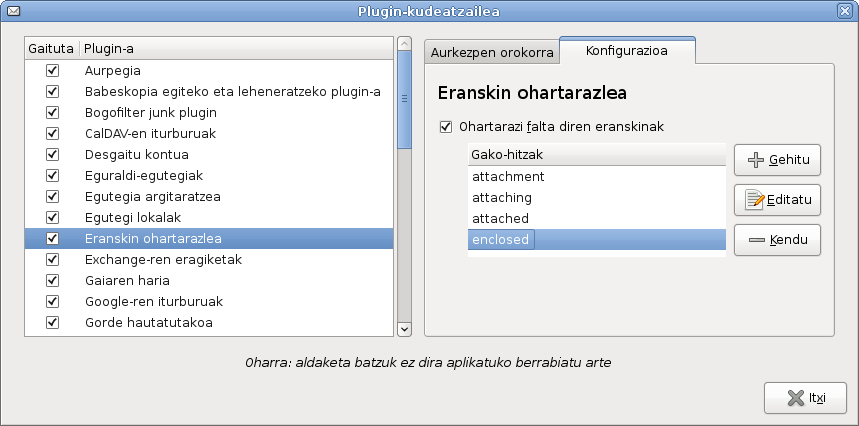 Plugin-kudeatzailea
Gaituta Plugin-a
Aurpegia
Babeskopia egiteko eta leheneratzeko plugin-a
Bogofilter junk plugin
CalDAV-en iturburuak
Desgaitu kontua
Eguraldi-egutegiak
Egutegia argitaratzea
Egutegi lokalak
Eranskin ohartarazlea
Exchange-ren eragiketak
Gaiaren haria
Google-ren iturburuak
Gorde hautatutakoa
Aurkezpen orokorra Konfigurazioa
Eranskin ohartarazlea
Ohartarazi falta diren eranskinak
Gako-hitzak
attachment
attaching
attached
enclosed
Gehitu
Editatu
Kendu
Oharra: aldaketa batzuk ez dira aplikatuko berrabiatu arte
Itxi